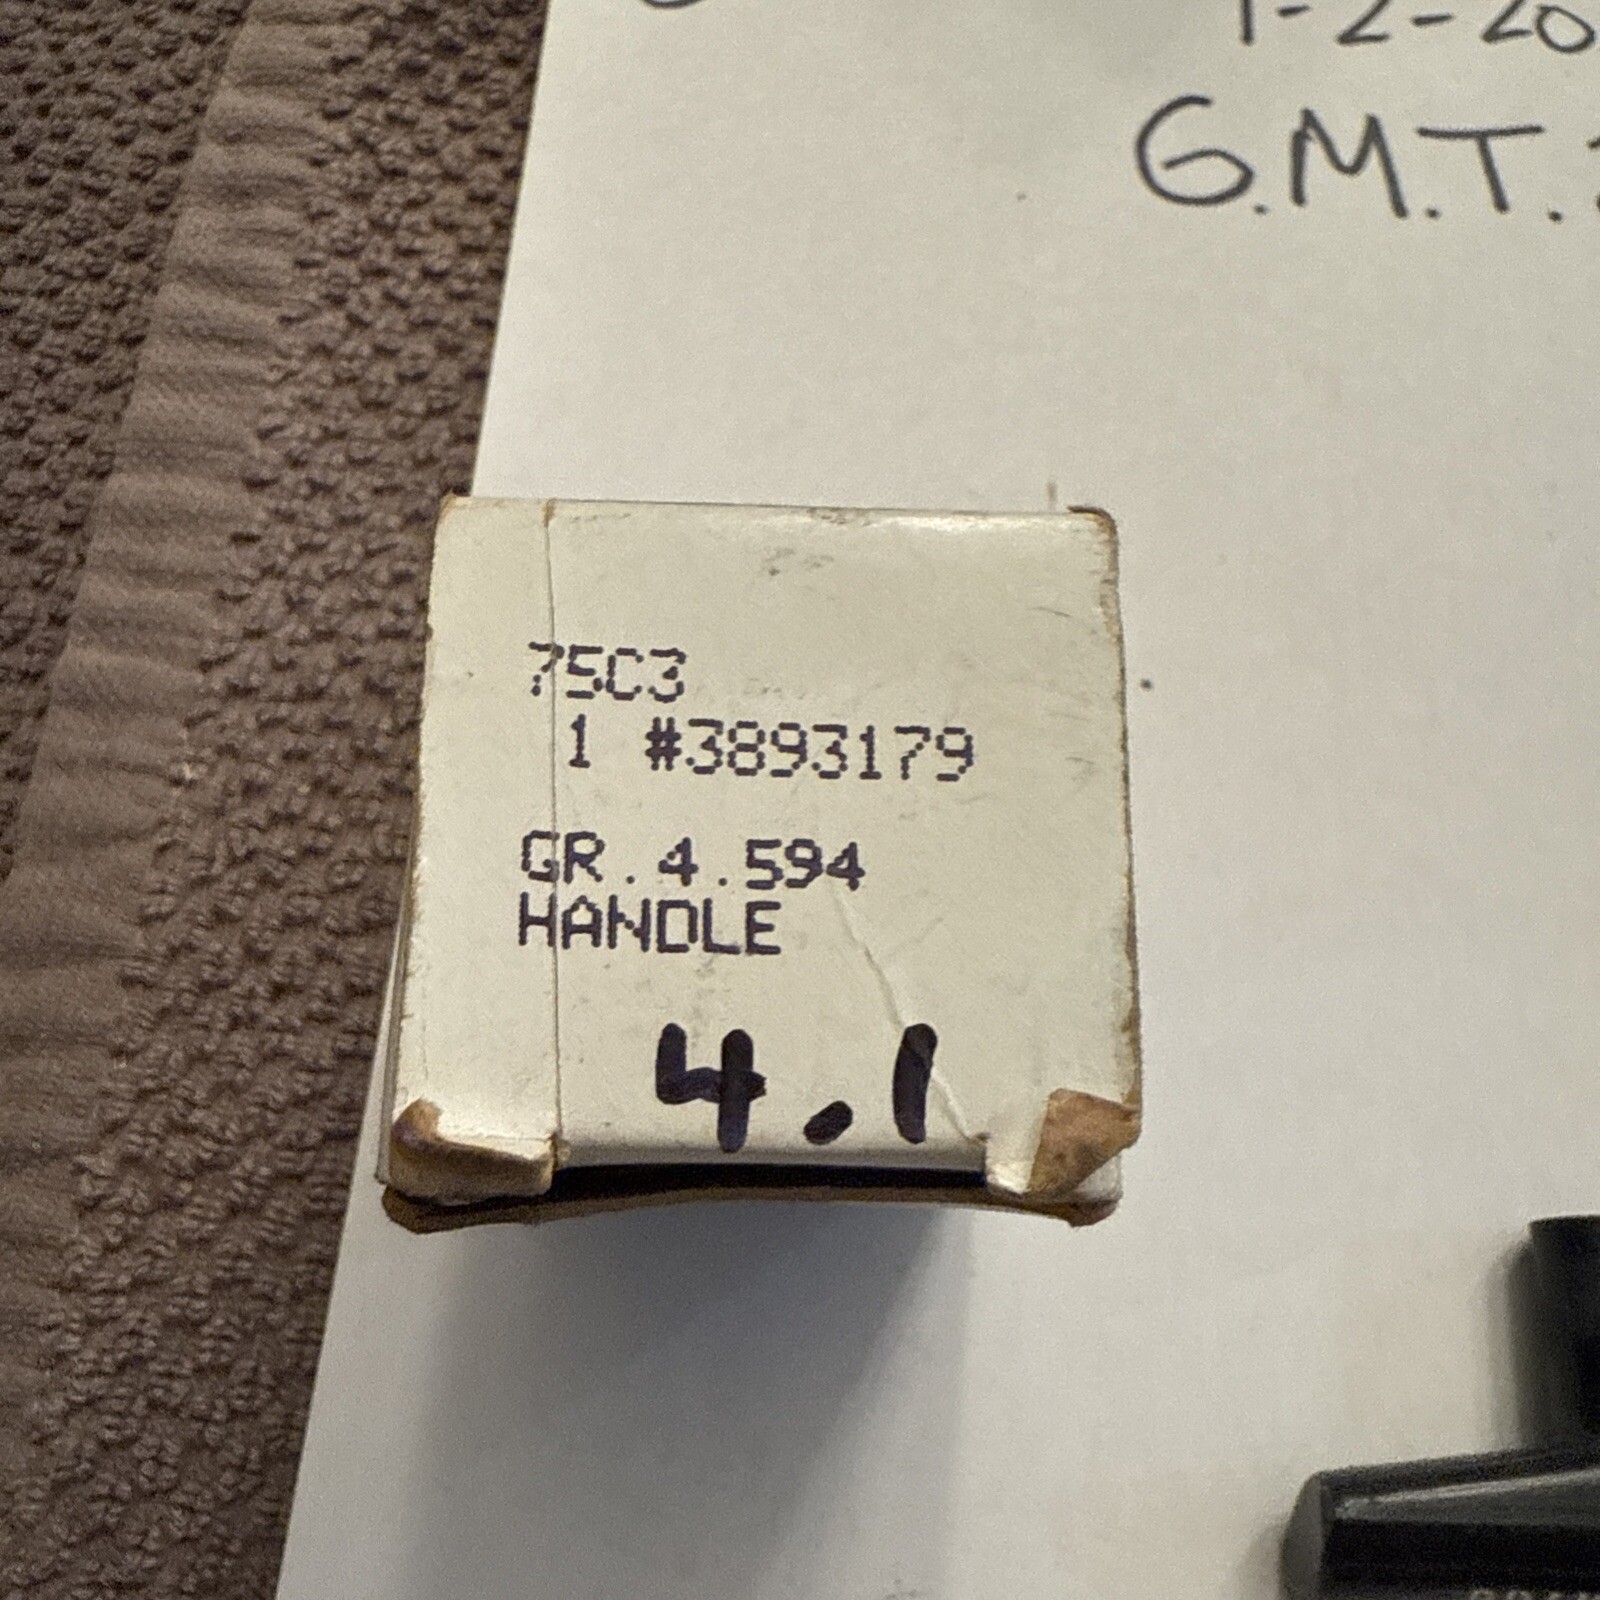 1-2-20
G.M.T.
75C3
1 #3893179
GR.4.594
HANDLE
4.1